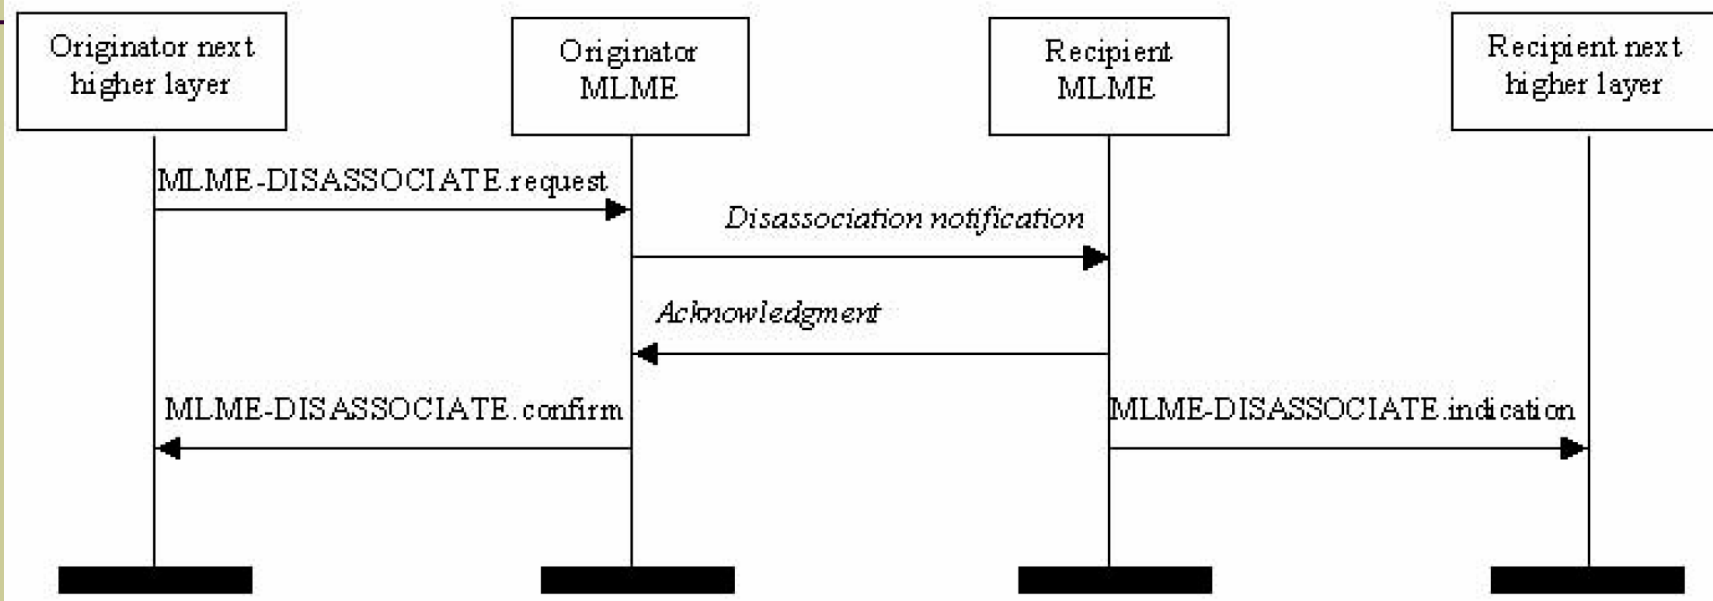 Originator next
higher layer
Originator
MLME
Recipient
MLME
Recipient next
higher layer
MLME-DISASSOCIATE.request
Disassociation notification
Acknowledgment
MLME-DISASSOCIATE.confirm
MLME-DISASSOCIATE.indication